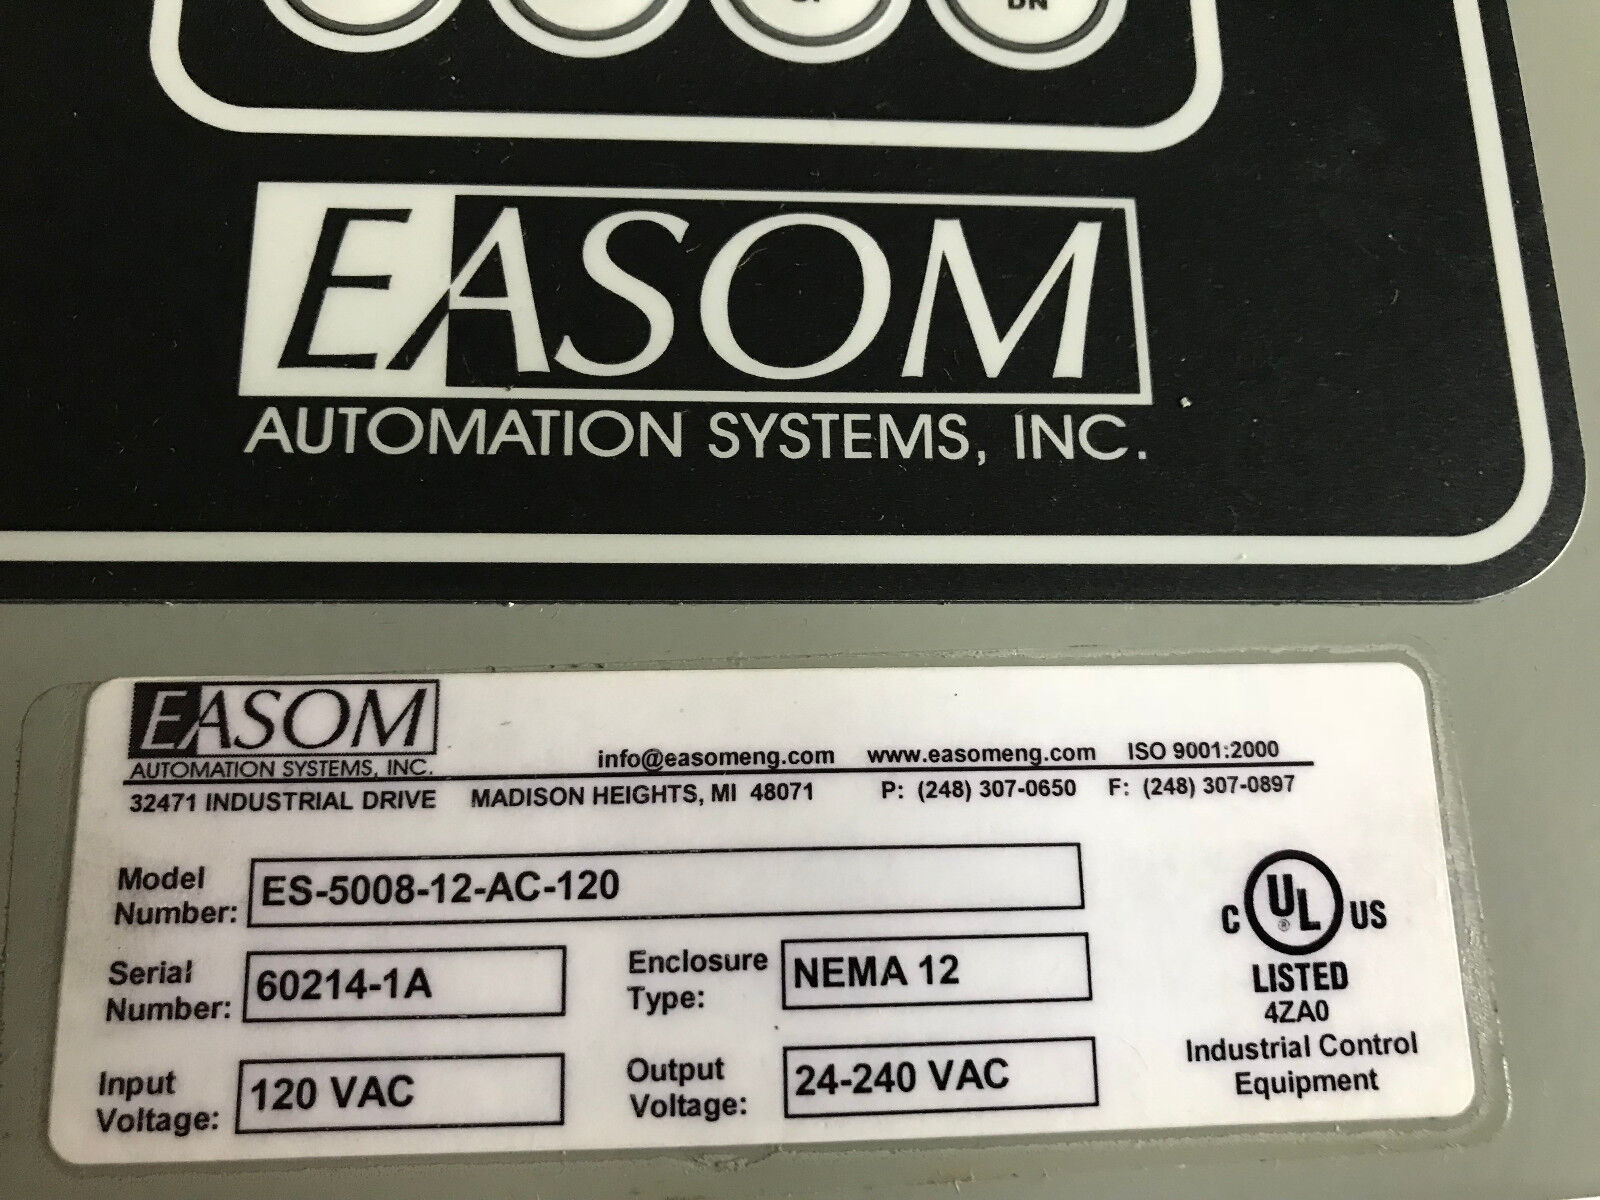 DN
EASOM
AUTOMATION SYSTEMS, INC.
EASOM
AUTOMATION SYSTEMS, INC.
info@easomeng.com www.easomeng.com ISO 9001:2000
32471 INDUSTRIAL DRIVE MADISON HEIGHTS, MI 48071 P: (248) 307-0650 F: (248) 307-0897
Model Number: ES-5008-12-AC-120
Serial Number: 60214-1A
Enclosure Type: NEMA 12
Input Voltage: 120 VAC
Output Voltage: 24-240 VAC
C UL ® US
LISTED
4ZA0
Industrial Control
Equipment